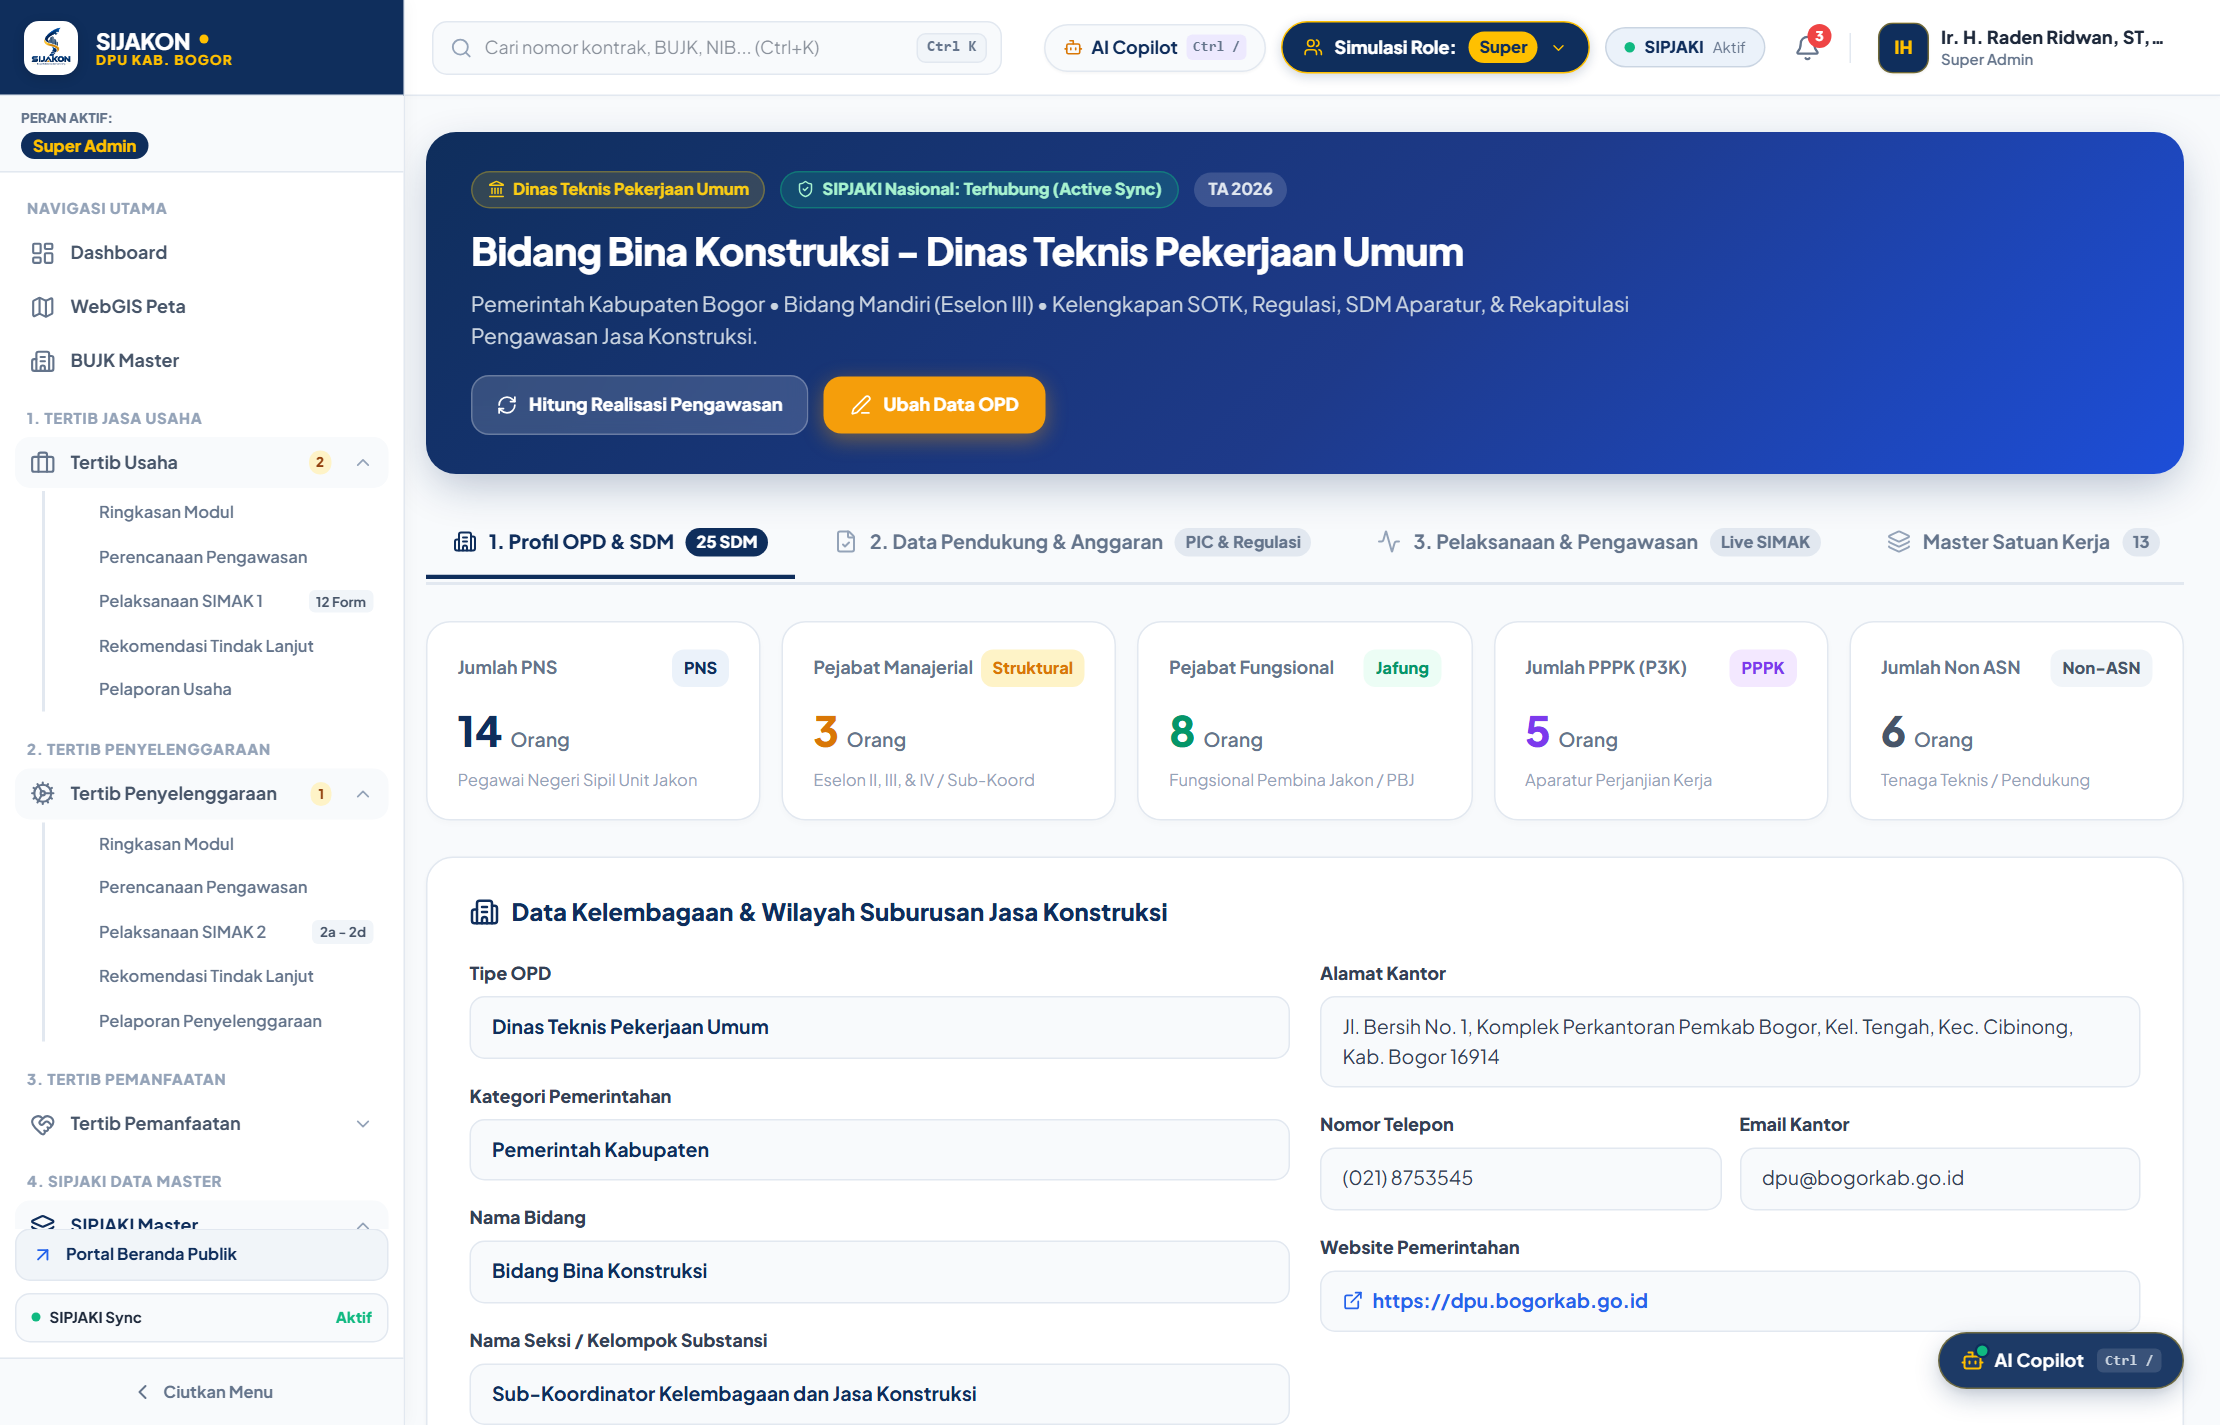 SIJAKON
SIJAKON
DPU KAB. BOGOR
Cari nomor kontrak, BUJK, NIB... (Ctrl+K)
Ctrl K
AI Copilot
Ctrl /
Simulasi Role:
Super
SIPJAKI Aktif
3
IH
Ir. H. Raden Ridwan, ST,...
Super Admin
PERAN AKTIF:
Super Admin
NAVIGASI UTAMA
Dashboard
WebGIS Peta
BUJK Master
1. TERTIB JASA USAHA
Tertib Usaha
2
Ringkasan Modul
Perencanaan Pengawasan
Pelaksanaan SIMAK 1
12 Form
Rekomendasi Tindak Lanjut
Pelaporan Usaha
2. TERTIB PENYELENGGARAAN
Tertib Penyelenggaraan
1
Ringkasan Modul
Perencanaan Pengawasan
Pelaksanaan SIMAK 2
2a - 2d
Rekomendasi Tindak Lanjut
Pelaporan Penyelenggaraan
3. TERTIB PEMANFAATAN
Tertib Pemanfaatan
4. SIPJAKI DATA MASTER
SIPJAKI Master
Portal Beranda Publik
SIPJAKI Sync
Aktif
Ciutkan Menu
Dinas Teknis Pekerjaan Umum
SIPJAKI Nasional: Terhubung (Active Sync)
TA 2026
Bidang Bina Konstruksi – Dinas Teknis Pekerjaan Umum
Pemerintah Kabupaten Bogor • Bidang Mandiri (Eselon III) • Kelengkapan SOTK, Regulasi, SDM Aparatur, & Rekapitulasi
Pengawasan Jasa Konstruksi.
Hitung Realisasi Pengawasan
Ubah Data OPD
1. Profil OPD & SDM
25 SDM
2. Data Pendukung & Anggaran
PIC & Regulasi
3. Pelaksanaan & Pengawasan
Live SIMAK
Master Satuan Kerja
13
Jumlah PNS
PNS
14 Orang
Pegawai Negeri Sipil Unit Jakon
Pejabat Manajerial
Struktural
3 Orang
Eselon II, III, & IV / Sub-Koord
Pejabat Fungsional
Jafung
8 Orang
Fungsional Pembina Jakon / PBJ
Jumlah PPPK (P3K)
PPPK
5 Orang
Aparatur Perjanjian Kerja
Jumlah Non ASN
Non-ASN
6 Orang
Tenaga Teknis / Pendukung
Data Kelembagaan & Wilayah Suburusan Jasa Konstruksi
Tipe OPD
Dinas Teknis Pekerjaan Umum
Kategori Pemerintahan
Pemerintah Kabupaten
Nama Bidang
Bidang Bina Konstruksi
Nama Seksi / Kelompok Substansi
Sub-Koordinator Kelembagaan dan Jasa Konstruksi
Alamat Kantor
Jl. Bersih No. 1, Komplek Perkantoran Pemkab Bogor, Kel. Tengah, Kec. Cibinong,
Kab. Bogor 16914
Nomor Telepon
(021) 8753545
Email Kantor
dpu@bogorkab.go.id
Website Pemerintahan
https://dpu.bogorkab.go.id
AI Copilot
Ctrl /